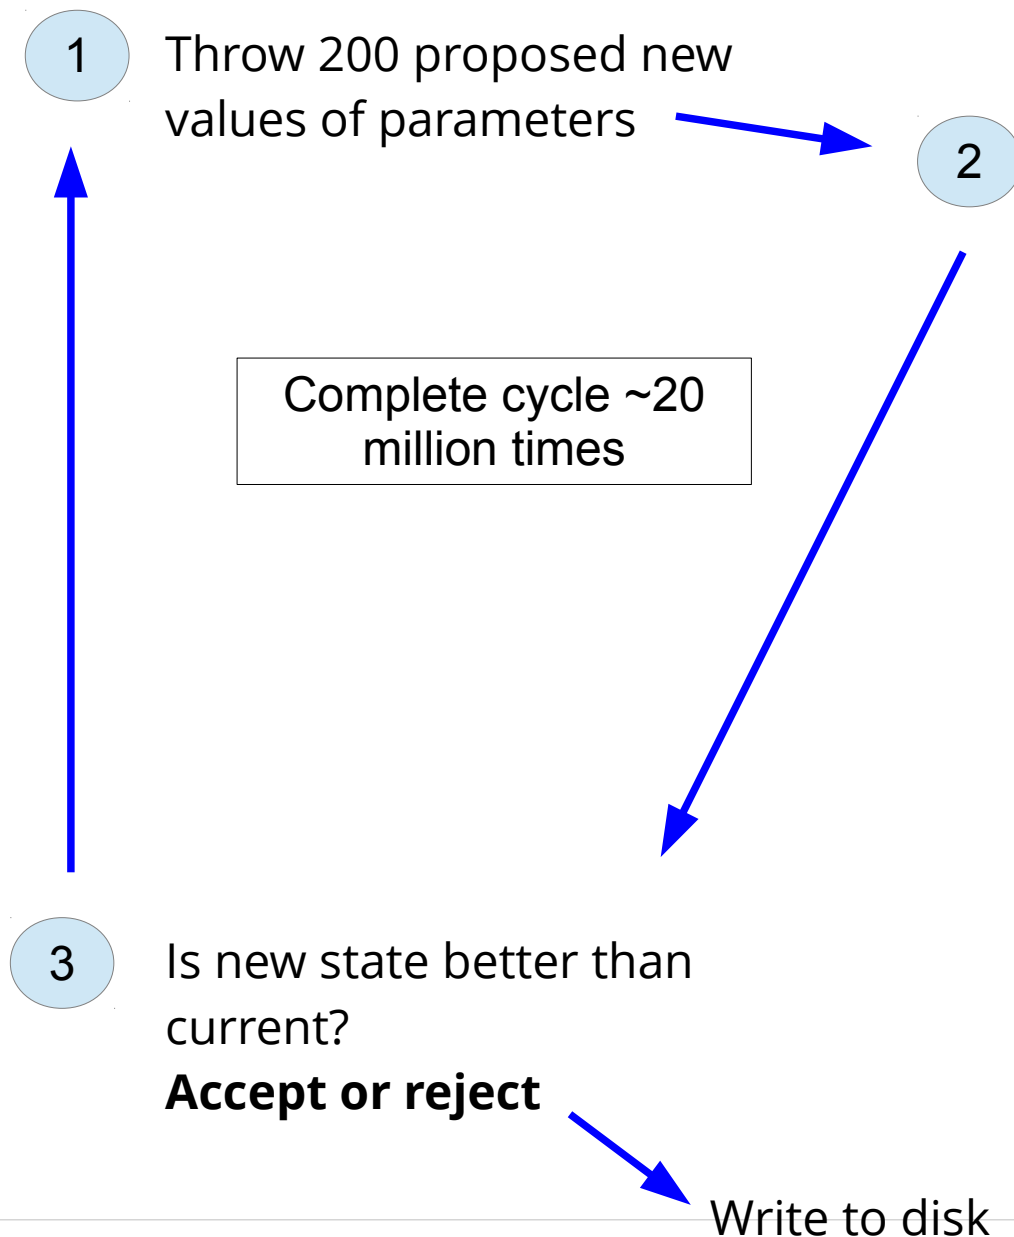 1
Throw 200 proposed new
values of parameters
2
Complete cycle ~20
million times
3
Is new state better than
current?
Accept or reject
Write to disk